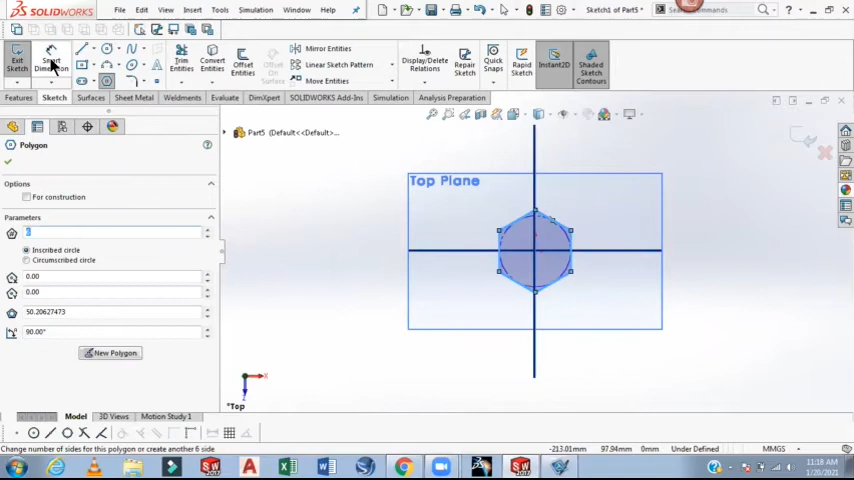 SOLIDWORKS
File Edit View Insert Tools Simulation Window Help
Sketch1 of Part5 *
Search Commands
Exit Sketch
Smart Dimension
Trim Entities
Convert Entities
Offset Entities
Offset On Surface
Mirror Entities
Linear Sketch Pattern
Move Entities
Display/Delete Relations
Repair Sketch
Quick Snaps
Rapid Sketch
Instant2D
Shaded Sketch Contours
Features Sketch Surfaces Sheet Metal Weldments Evaluate DimXpert SOLIDWORKS Add-Ins Simulation Analysis Preparation
Part5 (Default<<Default>...
Polygon
Options
For construction
Parameters
6
Inscribed circle
Circumscribed circle
0.00
0.00
50.20627473
90.00°
New Polygon
Top Plane
X
Z
*Top
Model 3D Views Motion Study 1
Change number of sides for this polygon or create another 6 side
-213.01mm 97.94mm 0mm Under Defined MMGS
11:18 AM
1/20/2021